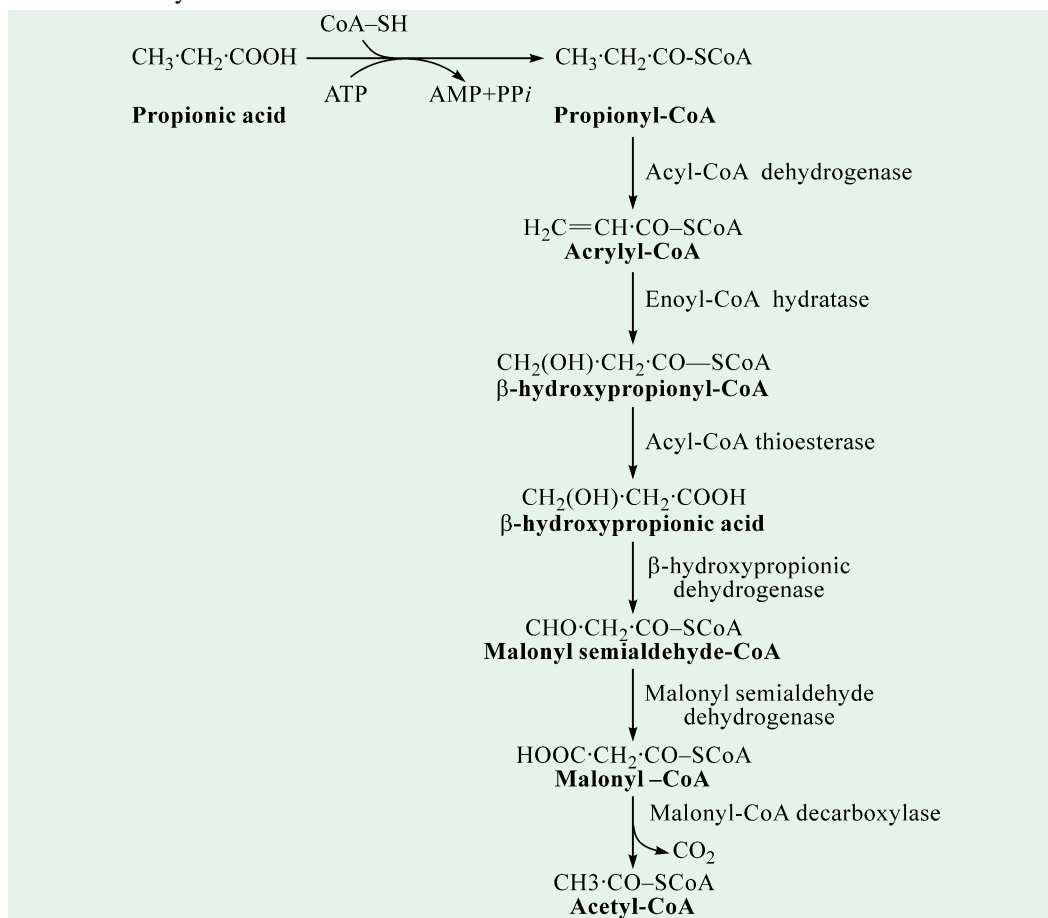 CoA–SH
CH₃·CH₂·COOH
CH₃·CH₂·CO-SCoA
ATP
AMP+PPi
Propionic acid
Propionyl-CoA
Acyl-CoA dehydrogenase
H₂C=CH·CO–SCoA
Acrylyl-CoA
Enoyl-CoA hydratase
CH₂(OH)·CH₂·CO—SCoA
β-hydroxypropionyl-CoA
Acyl-CoA thioesterase
CH₂(OH)·CH₂·COOH
β-hydroxypropionic acid
β-hydroxypropionic
dehydrogenase
CHO·CH₂·CO–SCoA
Malonyl semialdehyde-CoA
Malonyl semialdehyde
dehydrogenase
HOOC·CH₂·CO–SCoA
Malonyl –CoA
Malonyl-CoA decarboxylase
CO₂
CH3·CO–SCoA
Acetyl-CoA